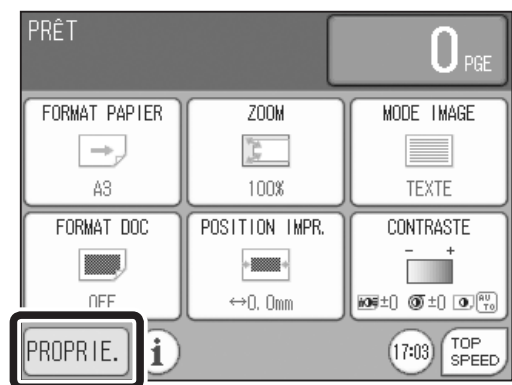 PRÊT
0 PGE
FORMAT PAPIER
A3
ZOOM
100%
MODE IMAGE
TEXTE
FORMAT DOC
OFF
POSITION IMPR.
↔0. 0mm
CONTRASTE
- +
±0 ±0 AUTO
PROPRIE.
i
17:03
TOP
SPEED